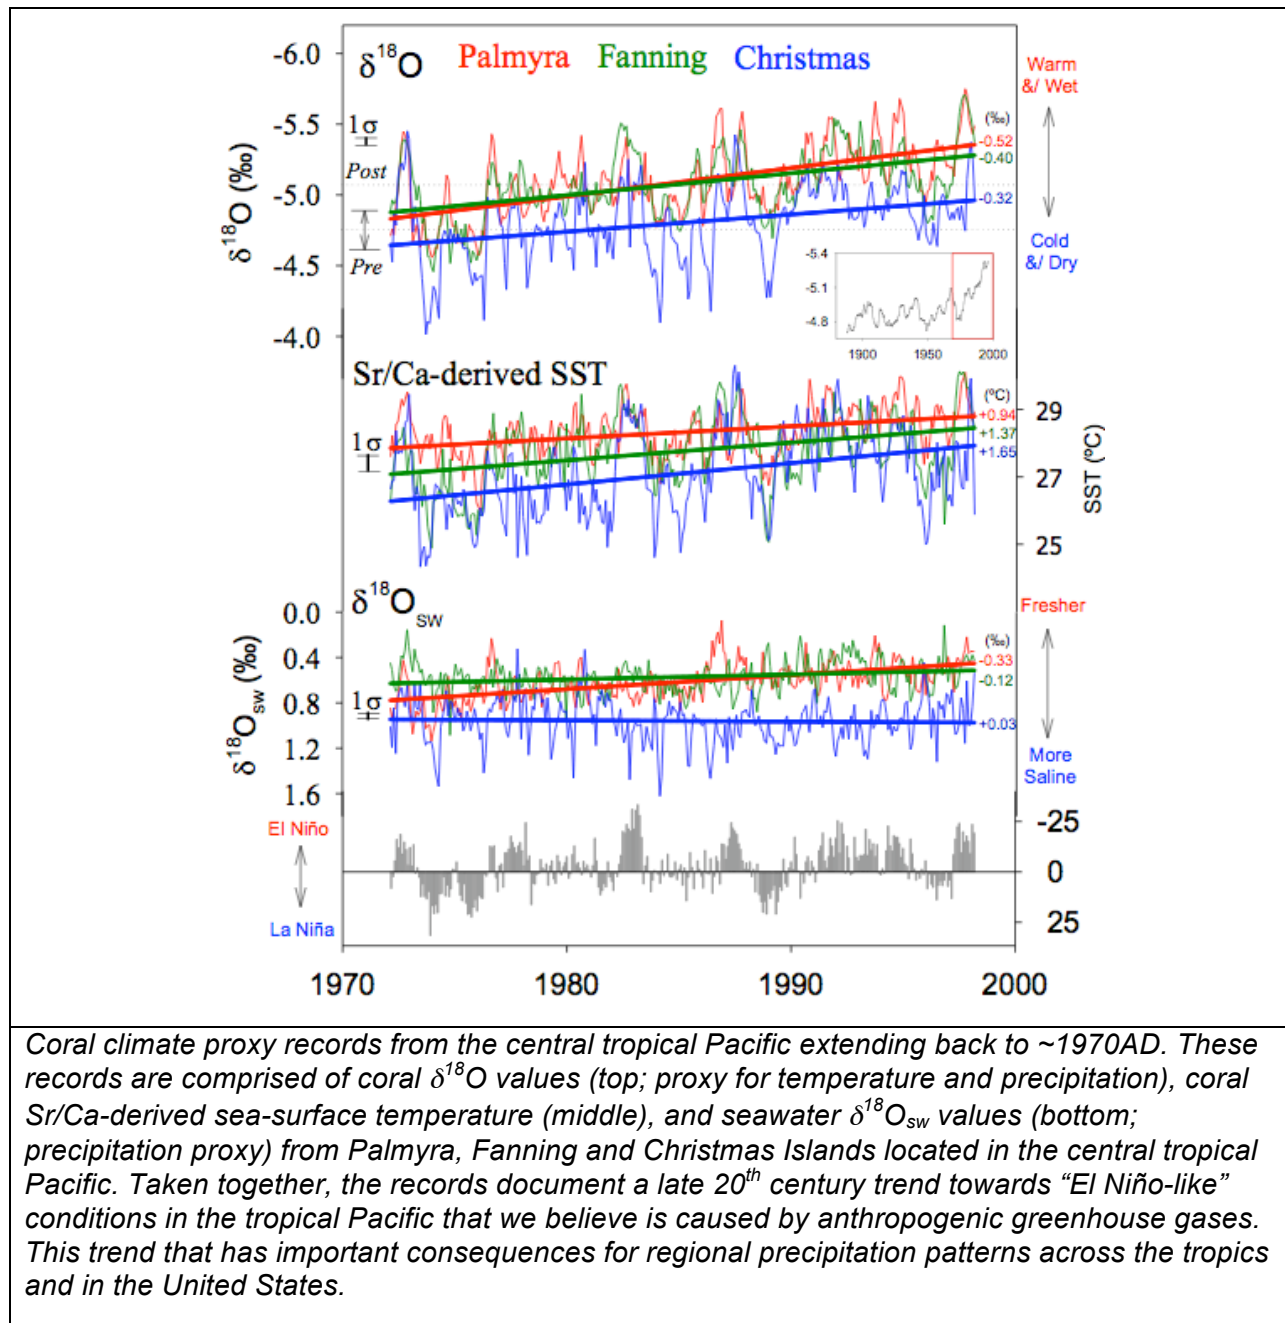 δ18O Palmyra Fanning Christmas
-6.0
-5.5
-5.0
-4.5
-4.0
δ18O (‰)
1σ
Post
Pre
(‰)
-0.52
-0.40
-0.32
Warm
&/ Wet
Cold
&/ Dry
-5.4
-5.1
-4.8
1900 1950 2000
Sr/Ca-derived SST
1σ
(ºC)
+0.94
+1.37
+1.65
29
27
25
SST (ºC)
δ18OSW
0.0
0.4
0.8
1.2
1.6
δ18Osw (‰)
1σ
(‰)
-0.33
-0.12
+0.03
Fresher
More
Saline
El Niño
La Niña
-25
0
25
1970 1980 1990 2000
Coral climate proxy records from the central tropical Pacific extending back to ~1970AD. These
records are comprised of coral δ18O values (top; proxy for temperature and precipitation), coral
Sr/Ca-derived sea-surface temperature (middle), and seawater δ18Osw values (bottom;
precipitation proxy) from Palmyra, Fanning and Christmas Islands located in the central tropical
Pacific. Taken together, the records document a late 20th century trend towards “El Niño-like”
conditions in the tropical Pacific that we believe is caused by anthropogenic greenhouse gases.
This trend that has important consequences for regional precipitation patterns across the tropics
and in the United States.